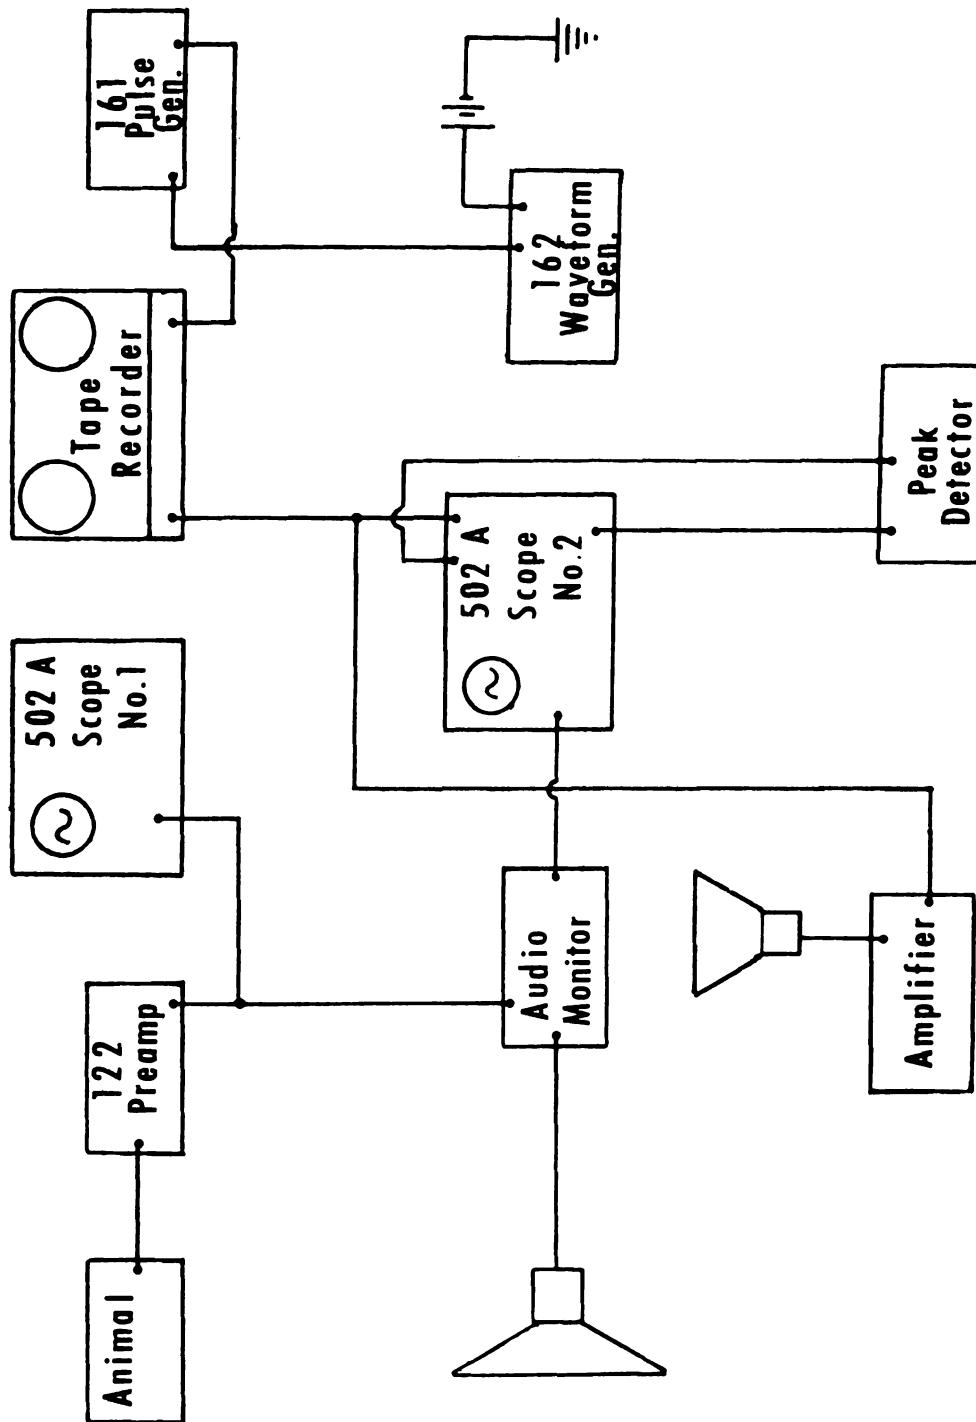 Animal
122
Preamp
502 A
Scope
No.1
Tape
Recorder
161
Pulse
Gen.
Audio
Monitor
502 A
Scope
No.2
162
Waveform
Gen.
Amplifier
Peak
Detector